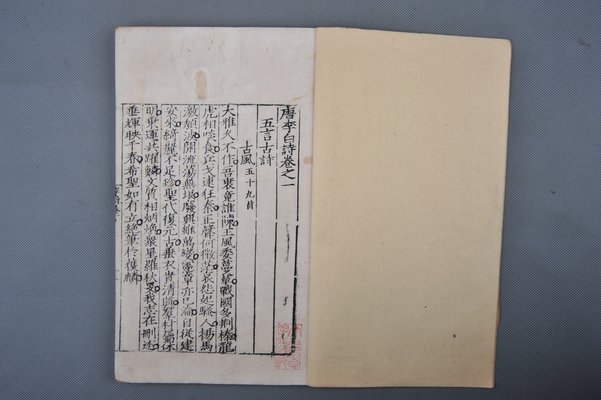 唐李白詩卷之一
五言古詩
古風五十九首
大雅久不作吾衰竟誰陳王風委蔓草戰國多荆榛龍
虎相啖食兵戈逮狂秦正聲何微茫哀怨起騷人揚馬
激頹波開流蕩無垠廢興雖萬變憲章亦已淪自從建
安來綺麗不足珍聖代復元古垂衣貴清真羣材屬休
明乘運共躍鱗文質相炳煥衆星羅秋旻我志在刪述
垂輝映千春希聖如有立絶筆於獲麟